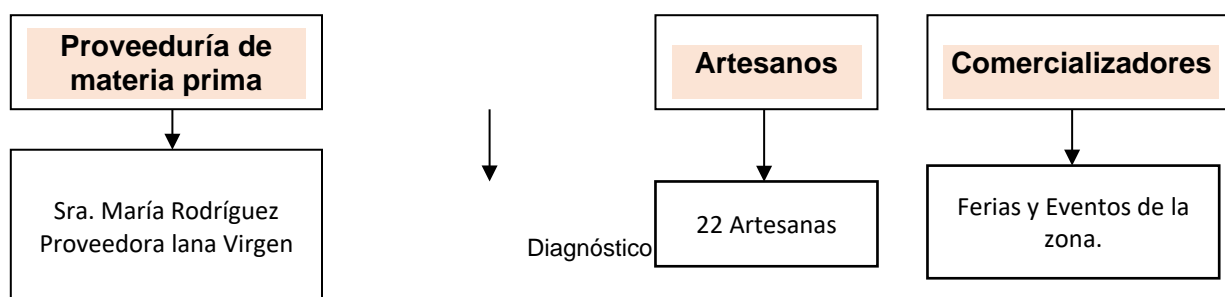 Proveeduría de
materia prima
Artesanos
Comercializadores
Sra. María Rodríguez
Proveedora lana Virgen
Diagnóstico
22 Artesanas
Ferias y Eventos de la
zona.